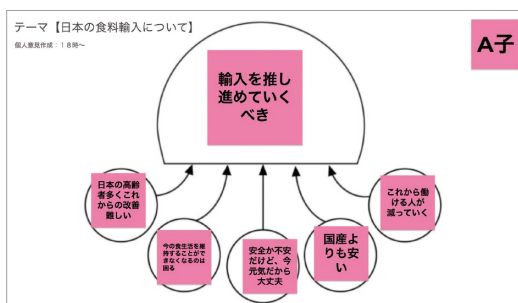 テーマ【日本の食料輸入について】
個人意見作成：１８時〜
A子
輸入を推し
進めていく
べき
日本の高齢
者多くこれ
からの改善
難しい
今の食生活を維
持することがで
きなくなるのは
困る
安全か不安
だけど、今
元気だから
大丈夫
国産よ
りも安
い
これから働
ける人が
減っていく